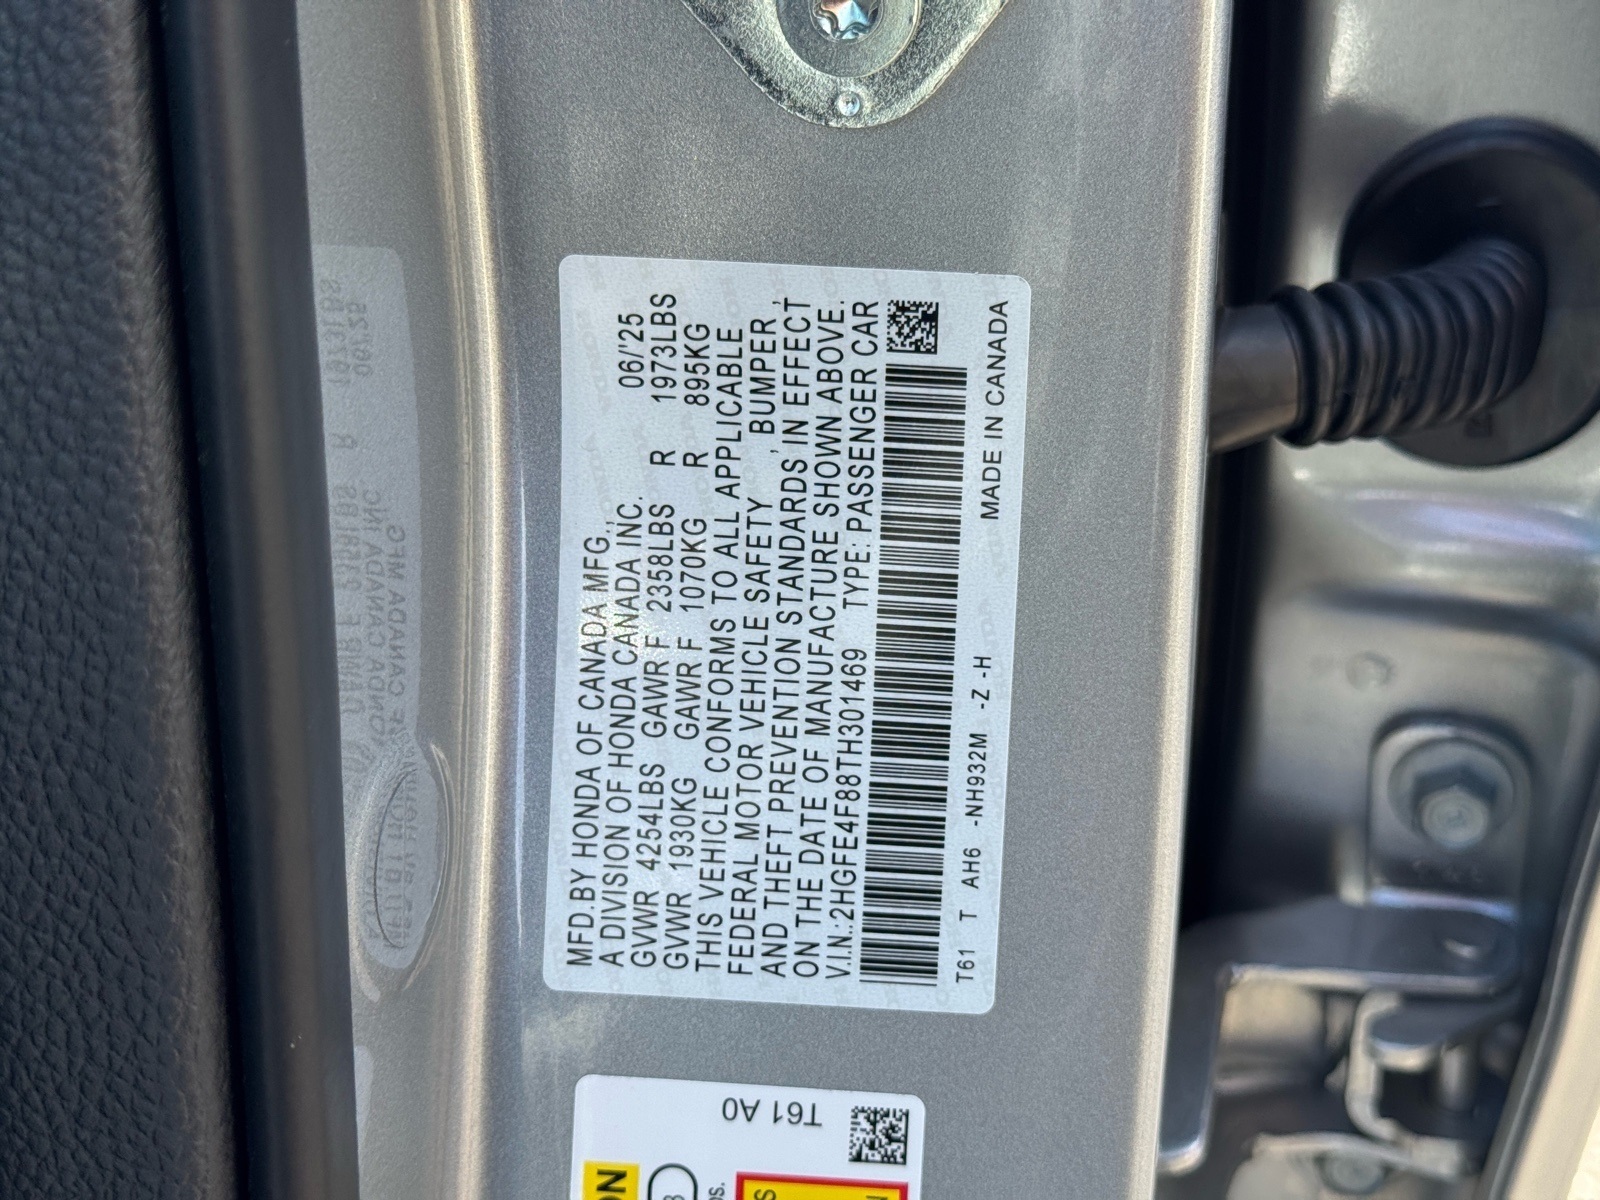 MFD.BY HONDA OF CANADA MFG.,
A DIVISION OF HONDA CANADA INC. 06/'25
GVWR 4254LBS GAWR F 2358LBS R 1973LBS
GVWR 1930KG GAWR F 1070KG R 895KG
THIS VEHICLE CONFORMS TO ALL APPLICABLE
FEDERAL MOTOR VEHICLE SAFETY , BUMPER ,
AND THEFT PREVENTION STANDARDS IN EFFECT
ON THE DATE OF MANUFACTURE SHOWN ABOVE.
V.I.N.:2HGFE4F88TH301469 TYPE: PASSENGER CAR
T61 T AH6 -NH932M -Z -H MADE IN CANADA
T61 A0